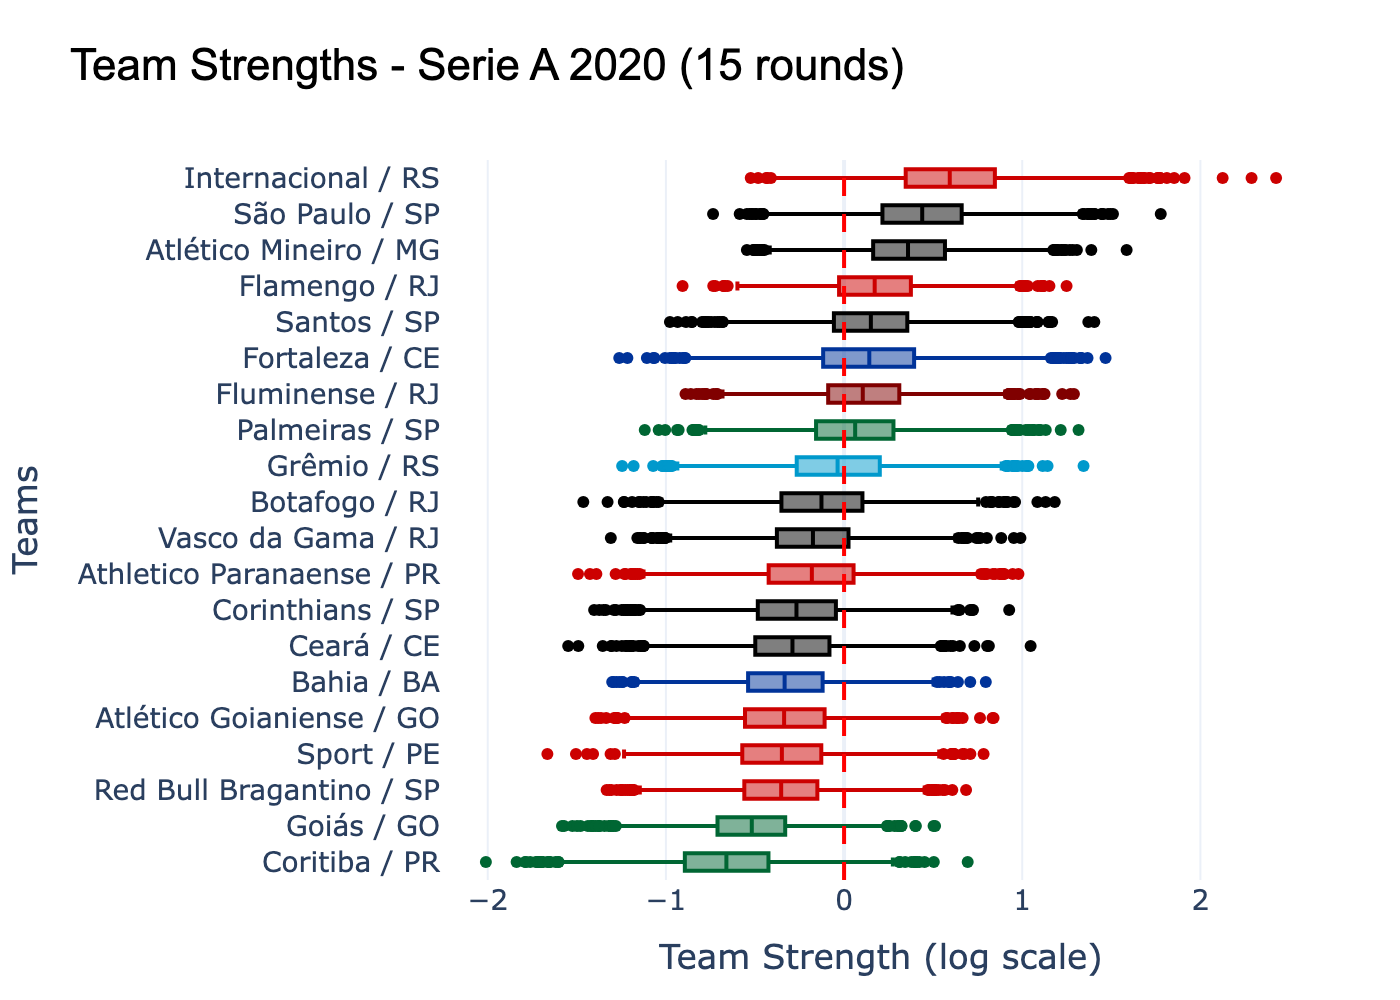 Team Strengths - Serie A 2020 (15 rounds)
Internacional / RS
São Paulo / SP
Atlético Mineiro / MG
Flamengo / RJ
Santos / SP
Fortaleza / CE
Fluminense / RJ
Palmeiras / SP
Grêmio / RS
Botafogo / RJ
Vasco da Gama / RJ
Athletico Paranaense / PR
Corinthians / SP
Ceará / CE
Bahia / BA
Atlético Goianiense / GO
Sport / PE
Red Bull Bragantino / SP
Goiás / GO
Coritiba / PR
Teams
−2 −1 0 1 2
Team Strength (log scale)